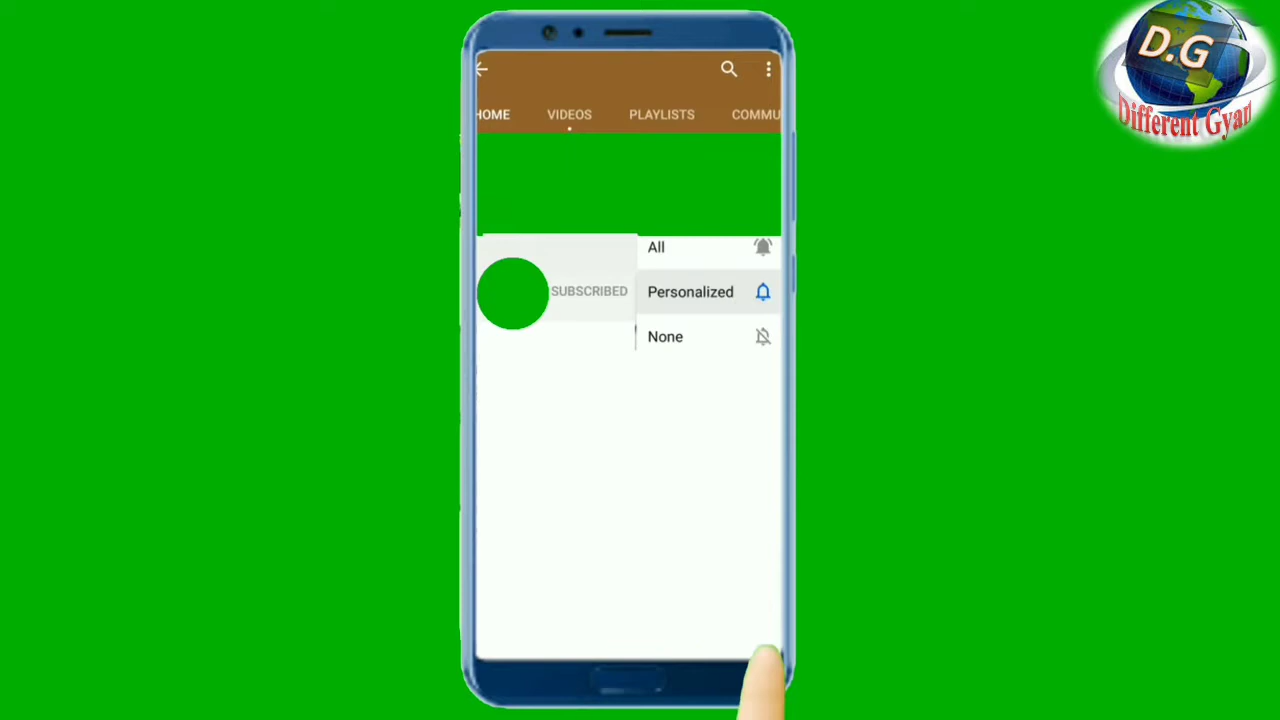 D.G
Different Gyan
HOME VIDEOS PLAYLISTS COMMU
All
SUBSCRIBED Personalized
None